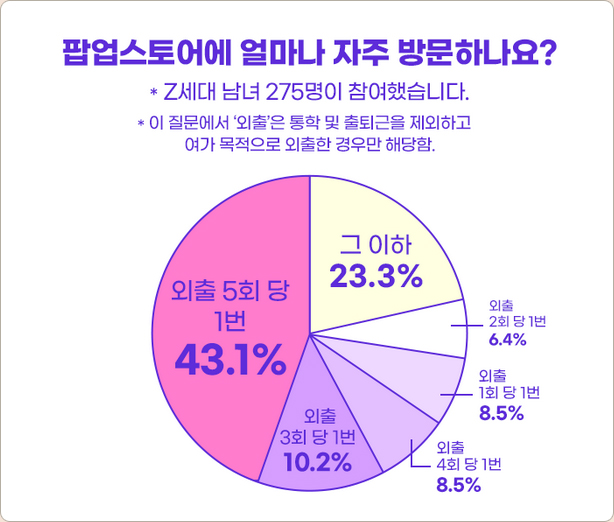 팝업스토어에 얼마나 자주 방문하나요?
* Z세대 남녀 275명이 참여했습니다.
* 이 질문에서 '외출'은 통학 및 출퇴근을 제외하고
여가 목적으로 외출한 경우만 해당함.
그 이하
23.3%
외출
2회 당 1번
6.4%
외출
1회 당 1번
8.5%
외출
4회 당 1번
8.5%
외출
3회 당 1번
10.2%
외출 5회 당
1번
43.1%